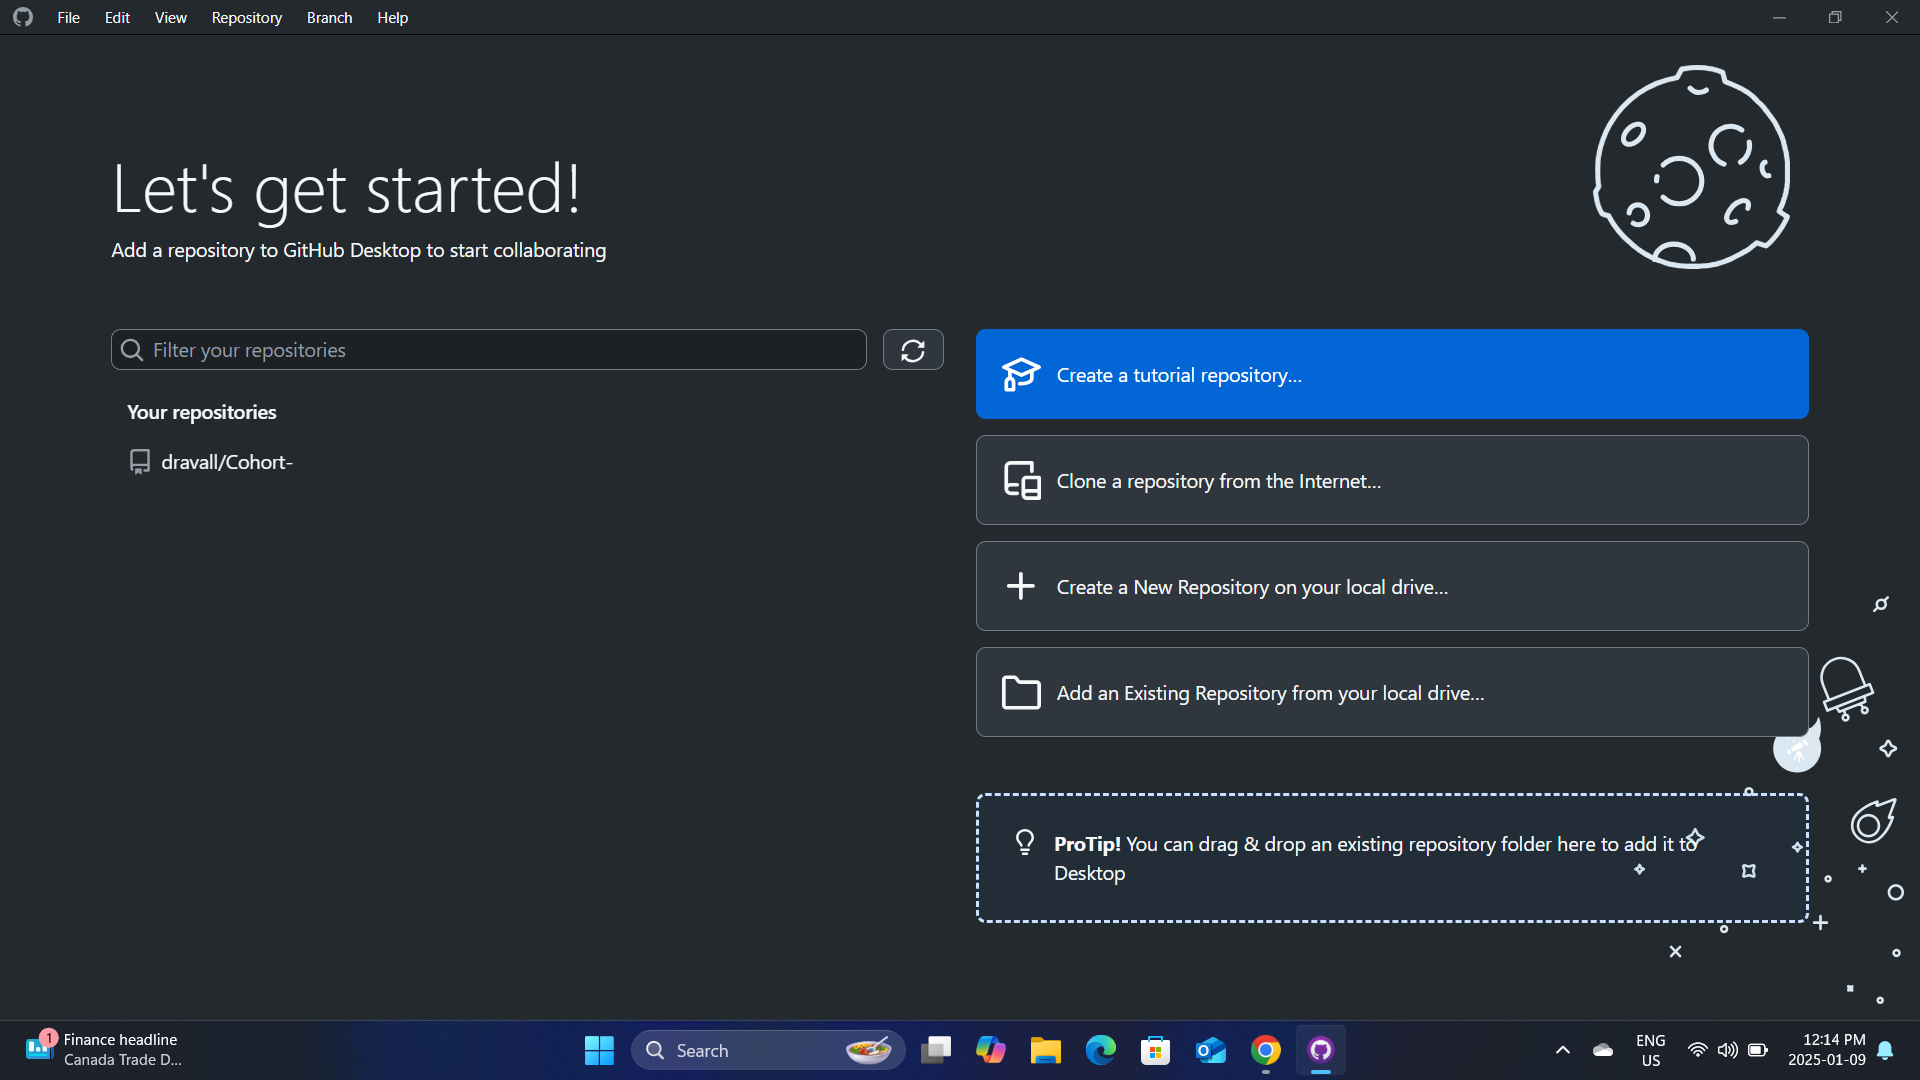 File Edit View Repository Branch Help
Let's get started!
Add a repository to GitHub Desktop to start collaborating
Filter your repositories
Your repositories
dravall/Cohort-
Create a tutorial repository...
Clone a repository from the Internet...
Create a New Repository on your local drive...
Add an Existing Repository from your local drive...
ProTip! You can drag & drop an existing repository folder here to add it to
Desktop
1
Finance headline
Canada Trade D...
Search
ENG
US
12:14 PM
2025-01-09